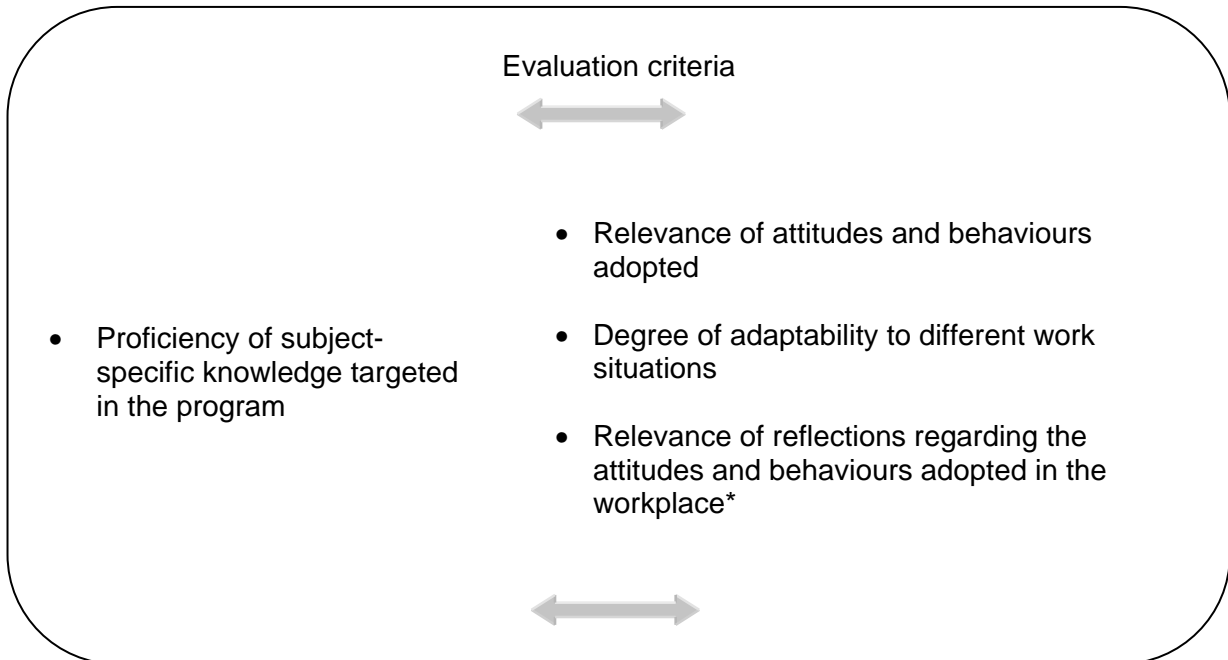 Evaluation criteria
• Proficiency of subject-
specific knowledge targeted
in the program
• Relevance of attitudes and behaviours
adopted
• Degree of adaptability to different work
situations
• Relevance of reflections regarding the
attitudes and behaviours adopted in the
workplace*